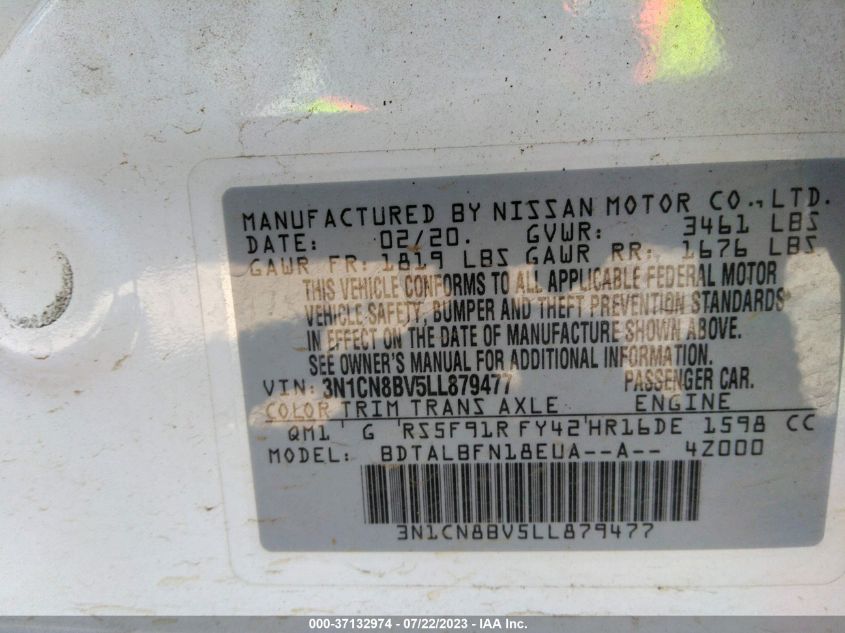 MANUFACTURED BY NISSAN MOTOR CO., LTD.
DATE: 02/20. GVWR: 3461 LBS
GAWR FR: 1819 LBS GAWR RR: 1676 LBS
THIS VEHICLE CONFORMS TO ALL APPLICABLE FEDERAL MOTOR
VEHICLE SAFETY, BUMPER AND THEFT PREVENTION STANDARDS
IN EFFECT ON THE DATE OF MANUFACTURE SHOWN ABOVE.
SEE OWNER'S MANUAL FOR ADDITIONAL INFORMATION.
VIN: 3N1CN8BV5LL879477 PASSENGER CAR.
COLOR TRIM TRANS AXLE ENGINE
QM1 G RS5F91R FY42 HR16DE 1598 CC
MODEL: BDTALBFN18EUA--A-- 4Z000
3N1CN8BV5LL879477
000-37132974 - 07/22/2023 - IAA Inc.